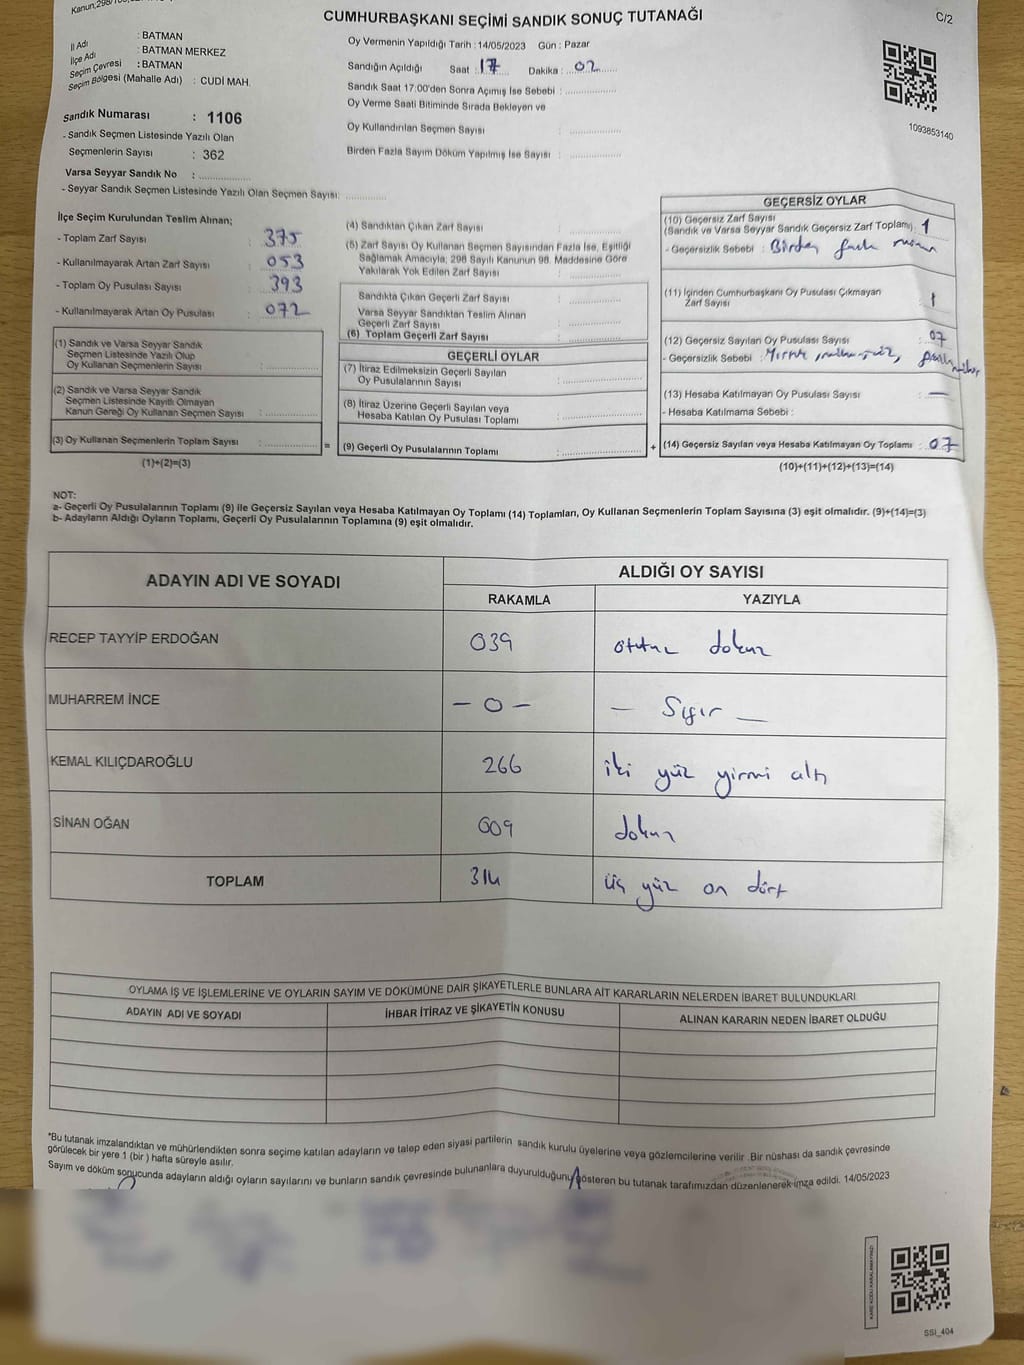 Kanun,298/
CUMHURBAŞKANI SEÇİMİ SANDIK SONUÇ TUTANAĞI
C/2
İl Adı : BATMAN
İlçe Adı : BATMAN MERKEZ
Seçim Çevresi : BATMAN
Seçim Bölgesi (Mahalle Adı) : CUDİ MAH.
Oy Vermenin Yapıldığı Tarih : 14/05/2023 Gün : Pazar
Sandığın Açıldığı Saat : 17 Dakika : 02
Sandık Saat 17:00'den Sonra Açımış İse Sebebi :
Oy Verme Saati Bitiminde Sırada Bekleyen ve
Oy Kullandırılan Seçmen Sayısı :
Birden Fazla Sayım Döküm Yapılmış İse Sayısı :
1093853140
Sandık Numarası : 1106
- Sandık Seçmen Listesinde Yazılı Olan
Seçmenlerin Sayısı : 362
Varsa Seyyar Sandık No :
- Seyyar Sandık Seçmen Listesinde Yazılı Olan Seçmen Sayısı:
İlçe Seçim Kurulundan Teslim Alınan;
- Toplam Zarf Sayısı : 375
- Kullanılmayarak Artan Zarf Sayısı : 053
- Toplam Oy Pusulası Sayısı : 393
- Kullanılmayarak Artan Oy Pusulası : 072
(1) Sandık ve Varsa Seyyar Sandık
Seçmen Listesinde Yazılı Olup
Oy Kullanan Seçmenlerin Sayısı :
(2) Sandık ve Varsa Seyyar Sandık
Seçmen Listesinde Kayıtlı Olmayan
Kanun Gereği Oy Kullanan Seçmen Sayısı :
(3) Oy Kullanan Seçmenlerin Toplam Sayısı : =
(1)+(2)=(3)
(4) Sandıktan Çıkan Zarf Sayısı :
(5) Zarf Sayısı Oy Kullanan Seçmen Sayısından Fazla İse, Eşitliği
Sağlamak Amacıyla; 298 Sayılı Kanunun 98. Maddesine Göre
Yakılarak Yok Edilen Zarf Sayısı :
Sandıkta Çıkan Geçerli Zarf Sayısı :
Varsa Seyyar Sandıktan Teslim Alınan
Geçerli Zarf Sayısı :
(6) Toplam Geçerli Zarf Sayısı :
GEÇERLİ OYLAR
(7) İtiraz Edilmeksizin Geçerli Sayılan
Oy Pusulalarının Sayısı :
(8) İtiraz Üzerine Geçerli Sayılan veya
Hesaba Katılan Oy Pusulası Toplamı :
(9) Geçerli Oy Pusulalarının Toplamı : +
GEÇERSİZ OYLAR
(10) Geçersiz Zarf Sayısı
(Sandık ve Varsa Seyyar Sandık Geçersiz Zarf Toplamı) : 1
- Geçersizlik Sebebi : Birden fazla
(11) İçinden Cumhurbaşkanı Oy Pusulası Çıkmayan
Zarf Sayısı : 1
(12) Geçersiz Sayılan Oy Pusulası Sayısı : 07
- Geçersizlik Sebebi :
(13) Hesaba Katılmayan Oy Pusulası Sayısı : —
- Hesaba Katılmama Sebebi :
(14) Geçersiz Sayılan veya Hesaba Katılmayan Oy Toplamı : 07
(10)+(11)+(12)+(13)=(14)
NOT:
a- Geçerli Oy Pusulalarının Toplamı (9) ile Geçersiz Sayılan veya Hesaba Katılmayan Oy Toplamı (14) Toplamları, Oy Kullanan Seçmenlerin Toplam Sayısına (3) eşit olmalıdır. (9)+(14)=(3)
b- Adayların Aldığı Oyların Toplamı, Geçerli Oy Pusulalarının Toplamına (9) eşit olmalıdır.
ADAYIN ADI VE SOYADI
ALDIĞI OY SAYISI
RAKAMLA YAZIYLA
RECEP TAYYİP ERDOĞAN 039 otutuz dokuz
MUHARREM İNCE – 0 – – Sıfır –
KEMAL KILIÇDAROĞLU 266 iki yüz yirmi altı
SİNAN OĞAN 009 dokuz
TOPLAM 314 üç yüz on dört
OYLAMA İŞ VE İŞLEMLERİNE VE OYLARIN SAYIM VE DÖKÜMÜNE DAİR ŞİKAYETLERLE BUNLARA AİT KARARLARIN NELERDEN İBARET BULUNDUKLARI
ADAYIN ADI VE SOYADI İHBAR İTİRAZ VE ŞİKAYETİN KONUSU ALINAN KARARIN NEDEN İBARET OLDUĞU
*Bu tutanak imzalandıktan ve mühürlendikten sonra seçime katılan adayların ve talep eden siyasi partilerin sandık kurulu üyelerine veya gözlemcilerine verilir .Bir nüshası da sandık çevresinde
görülecek bir yere 1 (bir ) hafta süreyle asılır.
Sayım ve döküm sonucunda adayların aldığı oyların sayılarını ve bunların sandık çevresinde bulunanlara duyurulduğunu gösteren bu tutanak tarafımızdan düzenlenerek imza edildi. 14/05/2023
KARE KODU KARALAMAYINIZ!
SSI_404